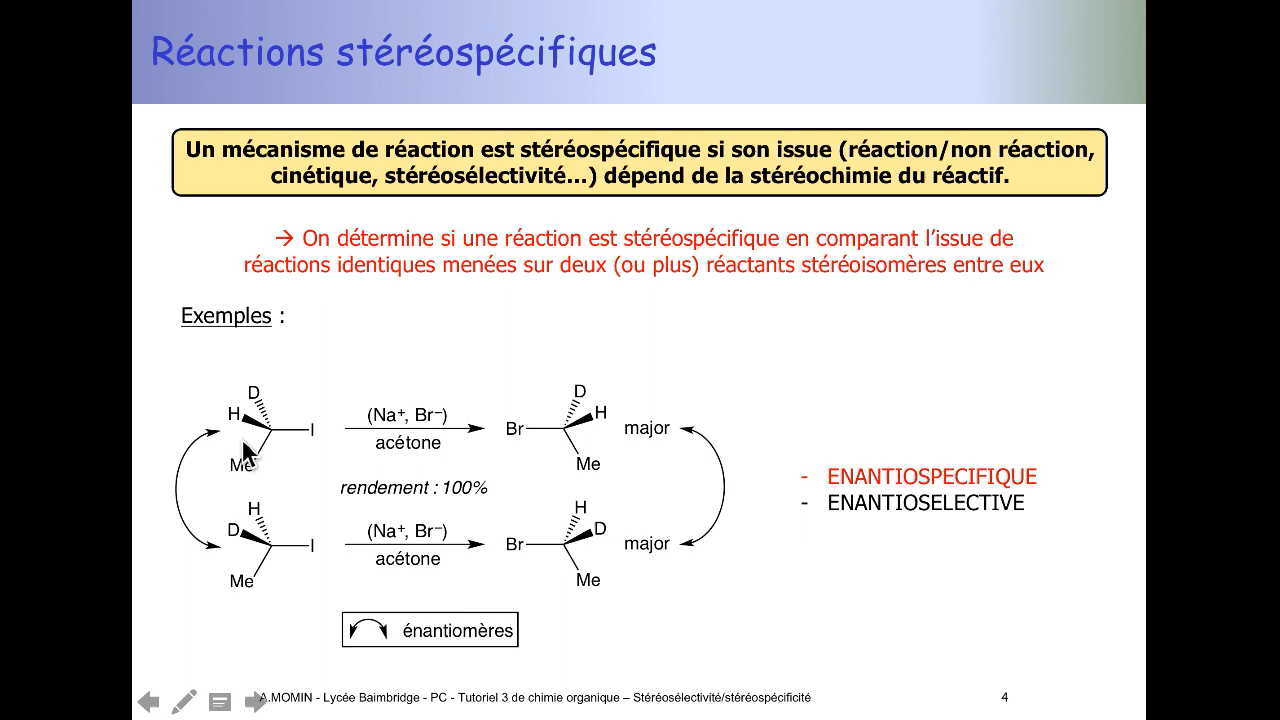 Réactions stéréospécifiques
Un mécanisme de réaction est stéréospécifique si son issue (réaction/non réaction,
cinétique, stéréosélectivité...) dépend de la stéréochimie du réactif.
→ On détermine si une réaction est stéréospécifique en comparant l’issue de
réactions identiques menées sur deux (ou plus) réactants stéréoisomères entre eux
Exemples :
D
H
I
Me
(Na⁺, Br⁻)
acétone
D
H
Br
Me
major
rendement : 100%
H
D
I
Me
(Na⁺, Br⁻)
acétone
H
D
Br
Me
major
- ENANTIOSPECIFIQUE
- ENANTIOSELECTIVE
énantiomères
A.MOMIN - Lycée Baimbridge - PC - Tutoriel 3 de chimie organique – Stéréosélectivité/stéréospécificité
4